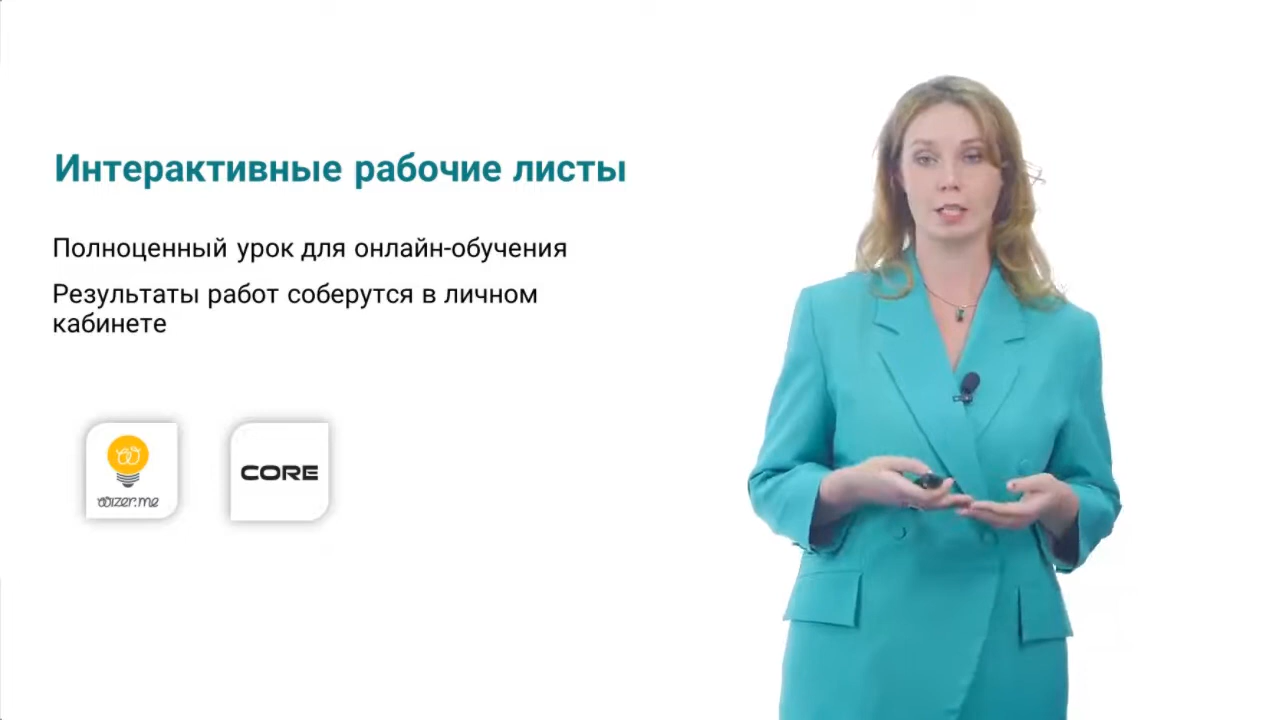 Интерактивные рабочие листы
Полноценный урок для онлайн-обучения
Результаты работ соберутся в личном
кабинете
wizer.me
CORE